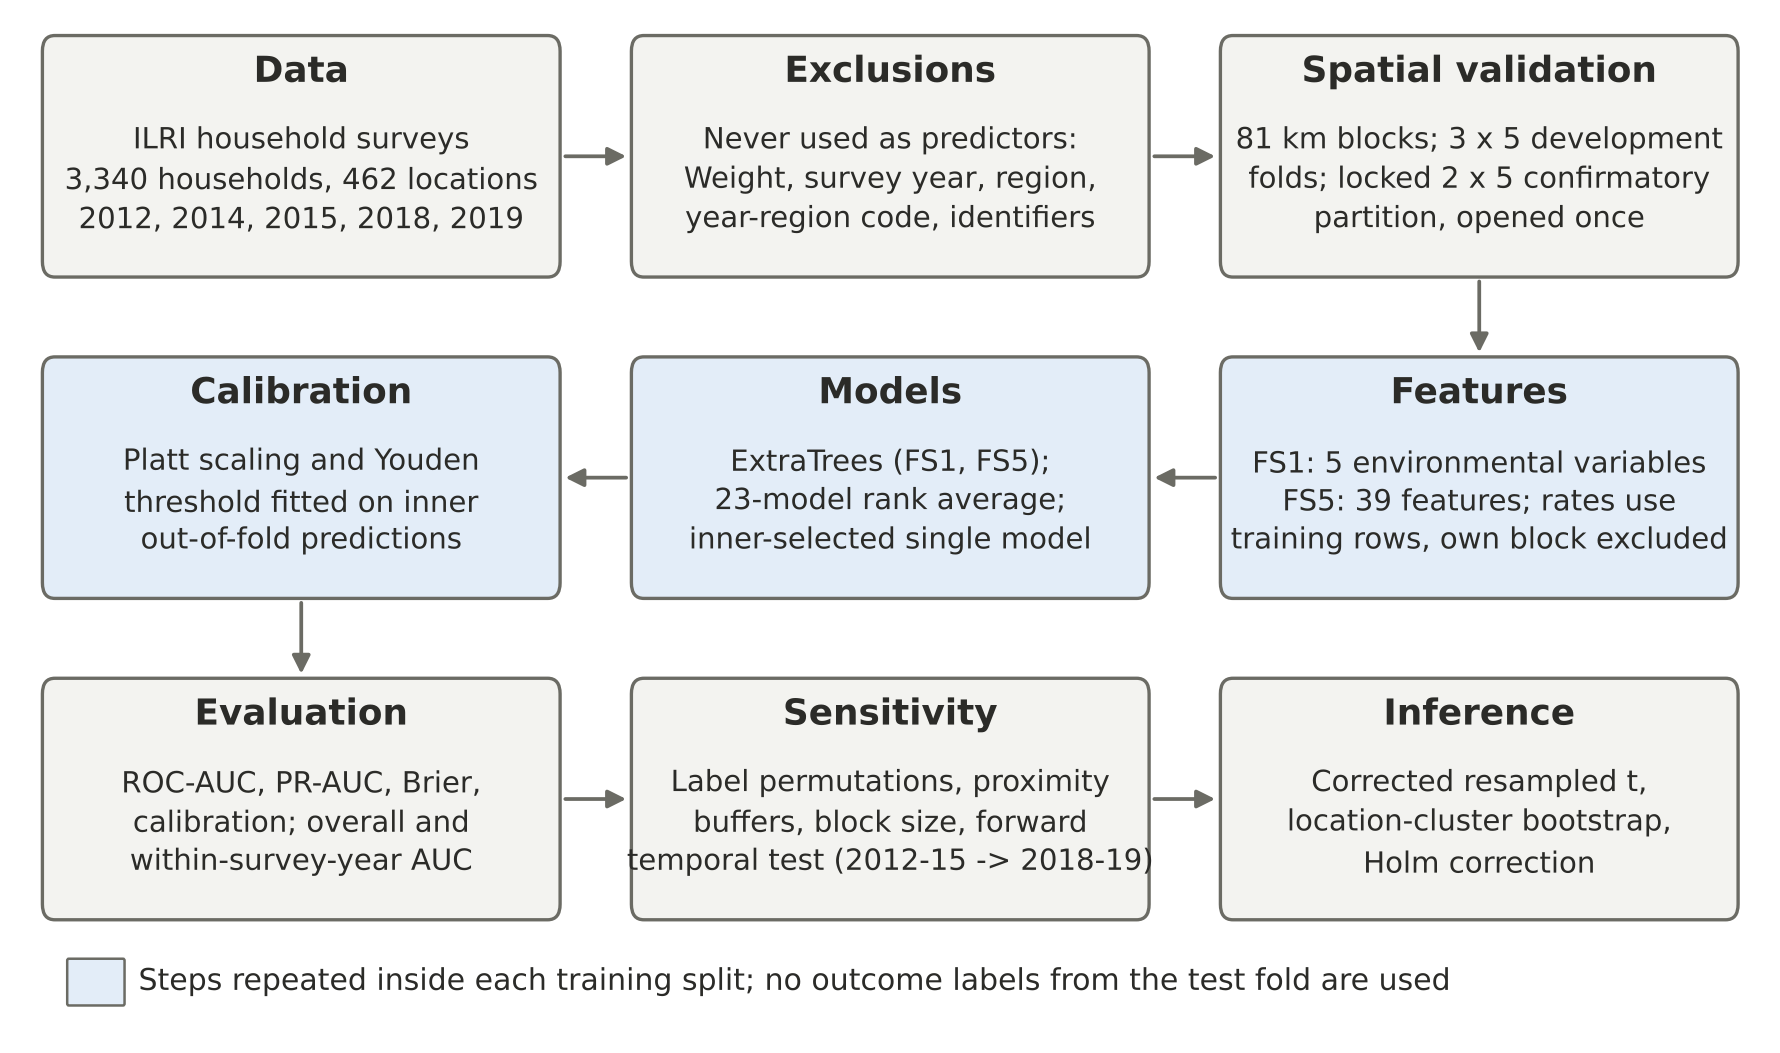 Data
ILRI household surveys
3,340 households, 462 locations
2012, 2014, 2015, 2018, 2019
Exclusions
Never used as predictors:
Weight, survey year, region,
year-region code, identifiers
Spatial validation
81 km blocks; 3 x 5 development
folds; locked 2 x 5 confirmatory
partition, opened once
Features
FS1: 5 environmental variables
FS5: 39 features; rates use
training rows, own block excluded
Models
ExtraTrees (FS1, FS5);
23-model rank average;
inner-selected single model
Calibration
Platt scaling and Youden
threshold fitted on inner
out-of-fold predictions
Evaluation
ROC-AUC, PR-AUC, Brier,
calibration; overall and
within-survey-year AUC
Sensitivity
Label permutations, proximity
buffers, block size, forward
temporal test (2012-15 -> 2018-19)
Inference
Corrected resampled t,
location-cluster bootstrap,
Holm correction
Steps repeated inside each training split; no outcome labels from the test fold are used